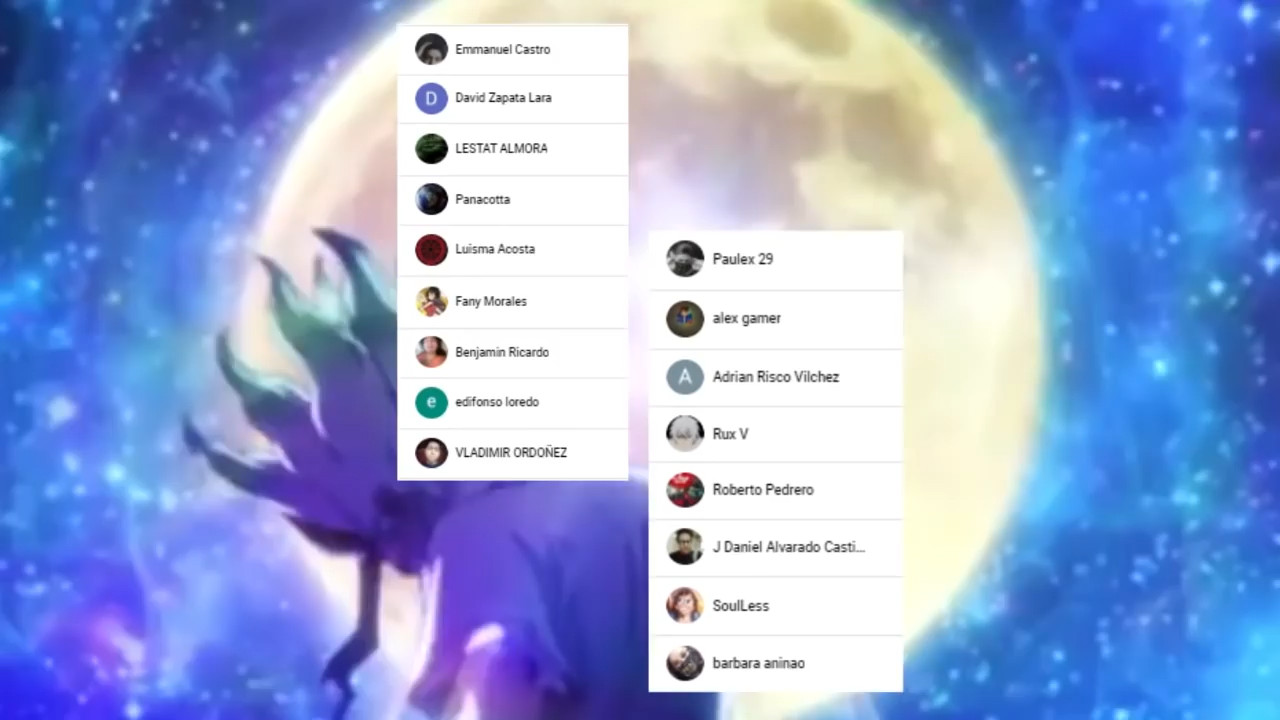 Emmanuel Castro
D
David Zapata Lara
LESTAT ALMORA
Panacotta
Luisma Acosta
Fany Morales
Benjamin Ricardo
e
edifonso loredo
VLADIMIR ORDOÑEZ
Paulex 29
alex gamer
A
Adrian Risco Vilchez
Rux V
Roberto Pedrero
J Daniel Alvarado Casti...
SoulLess
barbara aninao